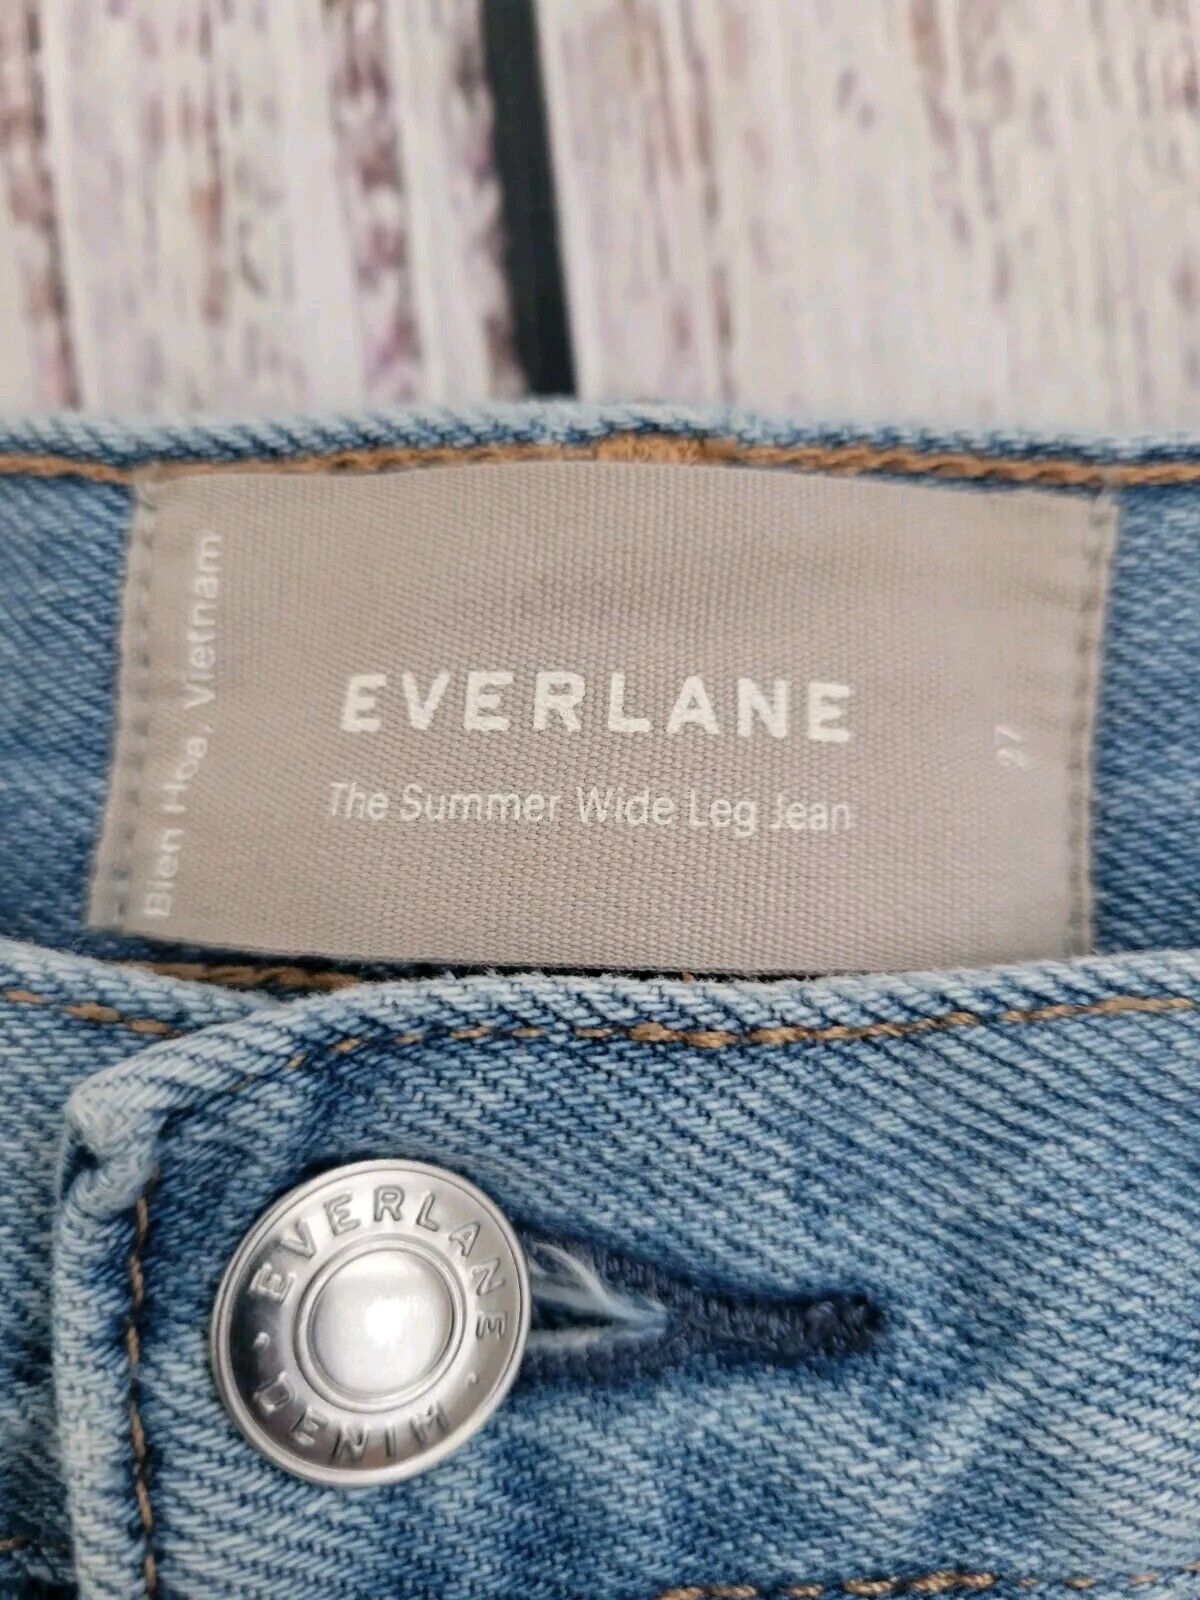 Bien Hoa, Vietnam
EVERLANE
The Summer Wide Leg Jean
27
EVERLANE
· DENIM ·